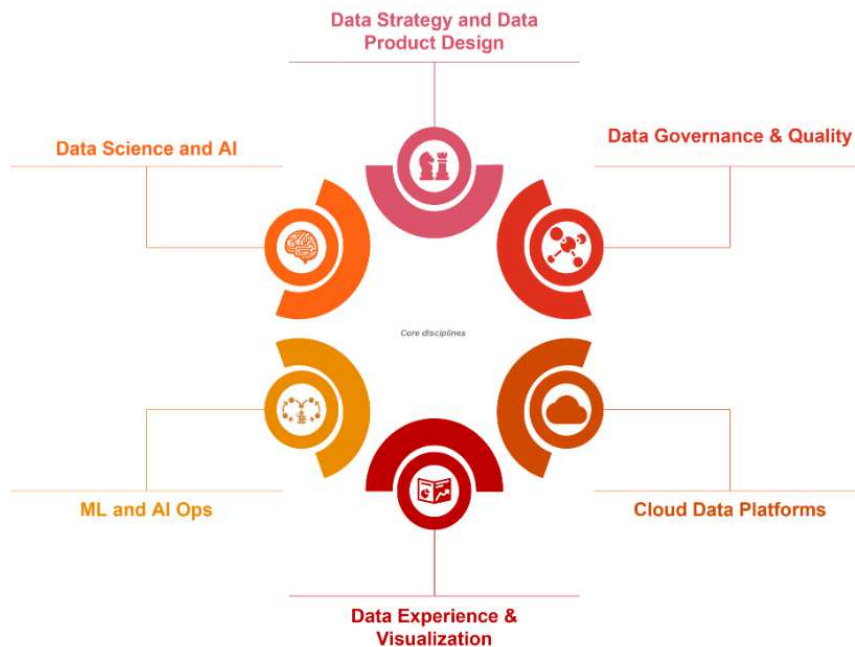 Data Strategy and Data
Product Design
Data Science and AI
Data Governance & Quality
Core disciplines
ML and AI Ops
Cloud Data Platforms
Data Experience &
Visualization